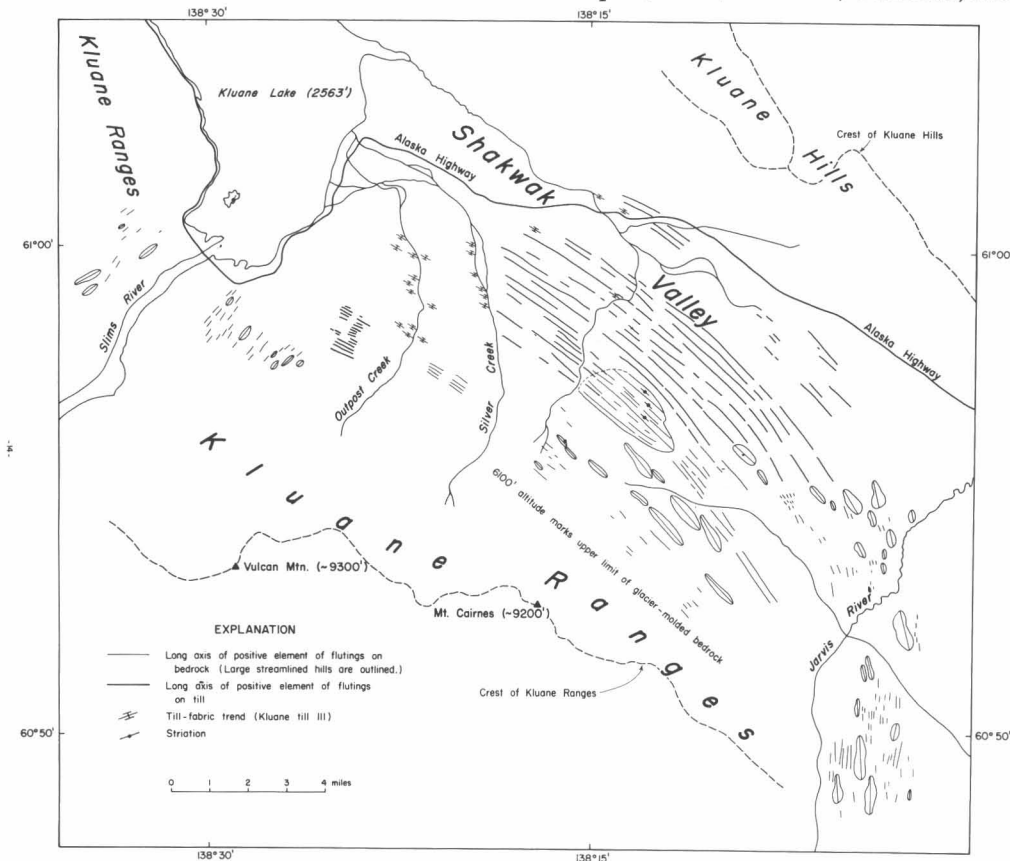 138°30'
138°15'
Kluane Ranges
Kluane Lake (2563')
Kluane
Hills
Crest of Kluane Hills
Shakwak
Alaska Highway
61°00'
61°00'
Slims River
Valley
Alaska Highway
Outpost Creek
Silver Creek
-14-
Kluane
Ranges
6100' altitude marks upper limit of glacier-molded bedrock
Vulcan Mtn. (~9300')
Mt. Cairnes (~9200')
Jarvis River
Crest of Kluane Ranges
EXPLANATION
Long axis of positive element of flutings on
bedrock (Large streamlined hills are outlined.)
Long axis of positive element of flutings
on till
Till-fabric trend (Kluane till III)
Striation
0 1 2 3 4 miles
60°50'
60°50'
138°30'
138°15'